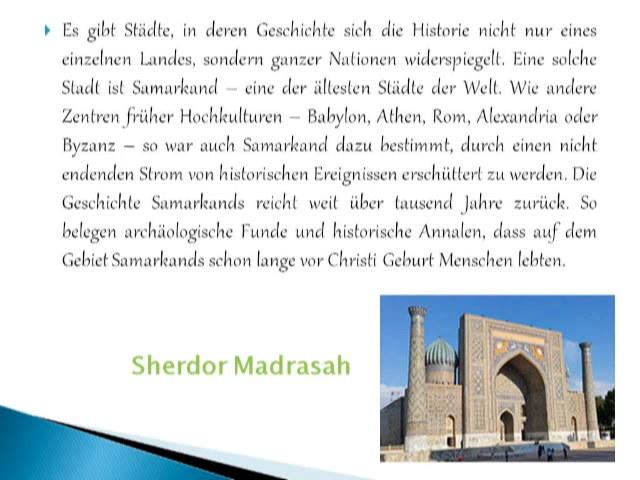 Es gibt Städte, in deren Geschichte sich die Historie nicht nur eines
einzelnen Landes, sondern ganzer Nationen widerspiegelt. Eine solche
Stadt ist Samarkand – eine der ältesten Städte der Welt. Wie andere
Zentren früher Hochkulturen – Babylon, Athen, Rom, Alexandria oder
Byzanz – so war auch Samarkand dazu bestimmt, durch einen nicht
endenden Strom von historischen Ereignissen erschüttert zu werden. Die
Geschichte Samarkands reicht weit über tausend Jahre zurück. So
belegen archäologische Funde und historische Annalen, dass auf dem
Gebiet Samarkands schon lange vor Christi Geburt Menschen lebten.
Sherdor Madrasah